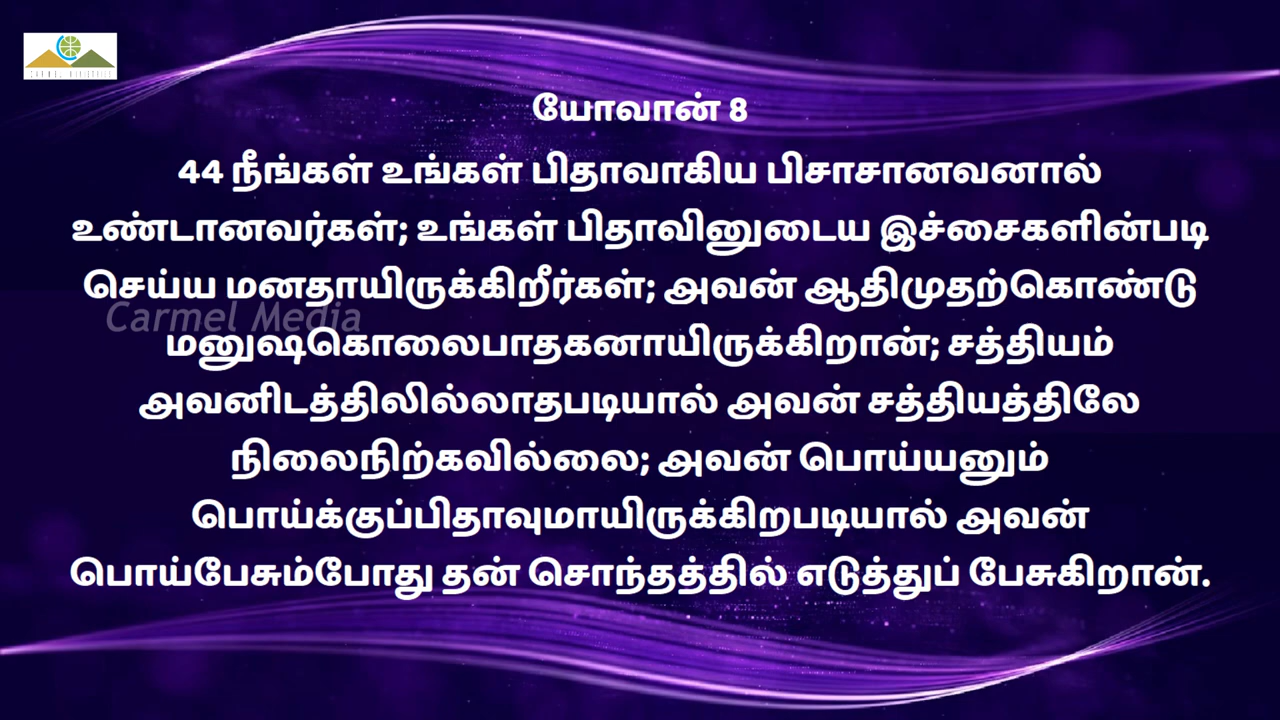 யோவான் 8
44 நீங்கள் உங்கள் பிதாவாகிய பிசாசானவனால்
உண்டானவர்கள்; உங்கள் பிதாவினுடைய இச்சைகளின்படி
செய்ய மனதாயிருக்கிறீர்கள்; அவன் ஆதிமுதற்கொண்டு
Carmel Media
மனுஷகொலைபாதகனாயிருக்கிறான்; சத்தியம்
அவனிடத்திலில்லாதபடியால் அவன் சத்தியத்திலே
நிலைநிற்கவில்லை; அவன் பொய்யனும்
பொய்க்குப்பிதாவுமாயிருக்கிறபடியால் அவன்
பொய்பேசும்போது தன் சொந்தத்தில் எடுத்துப் பேசுகிறான்.